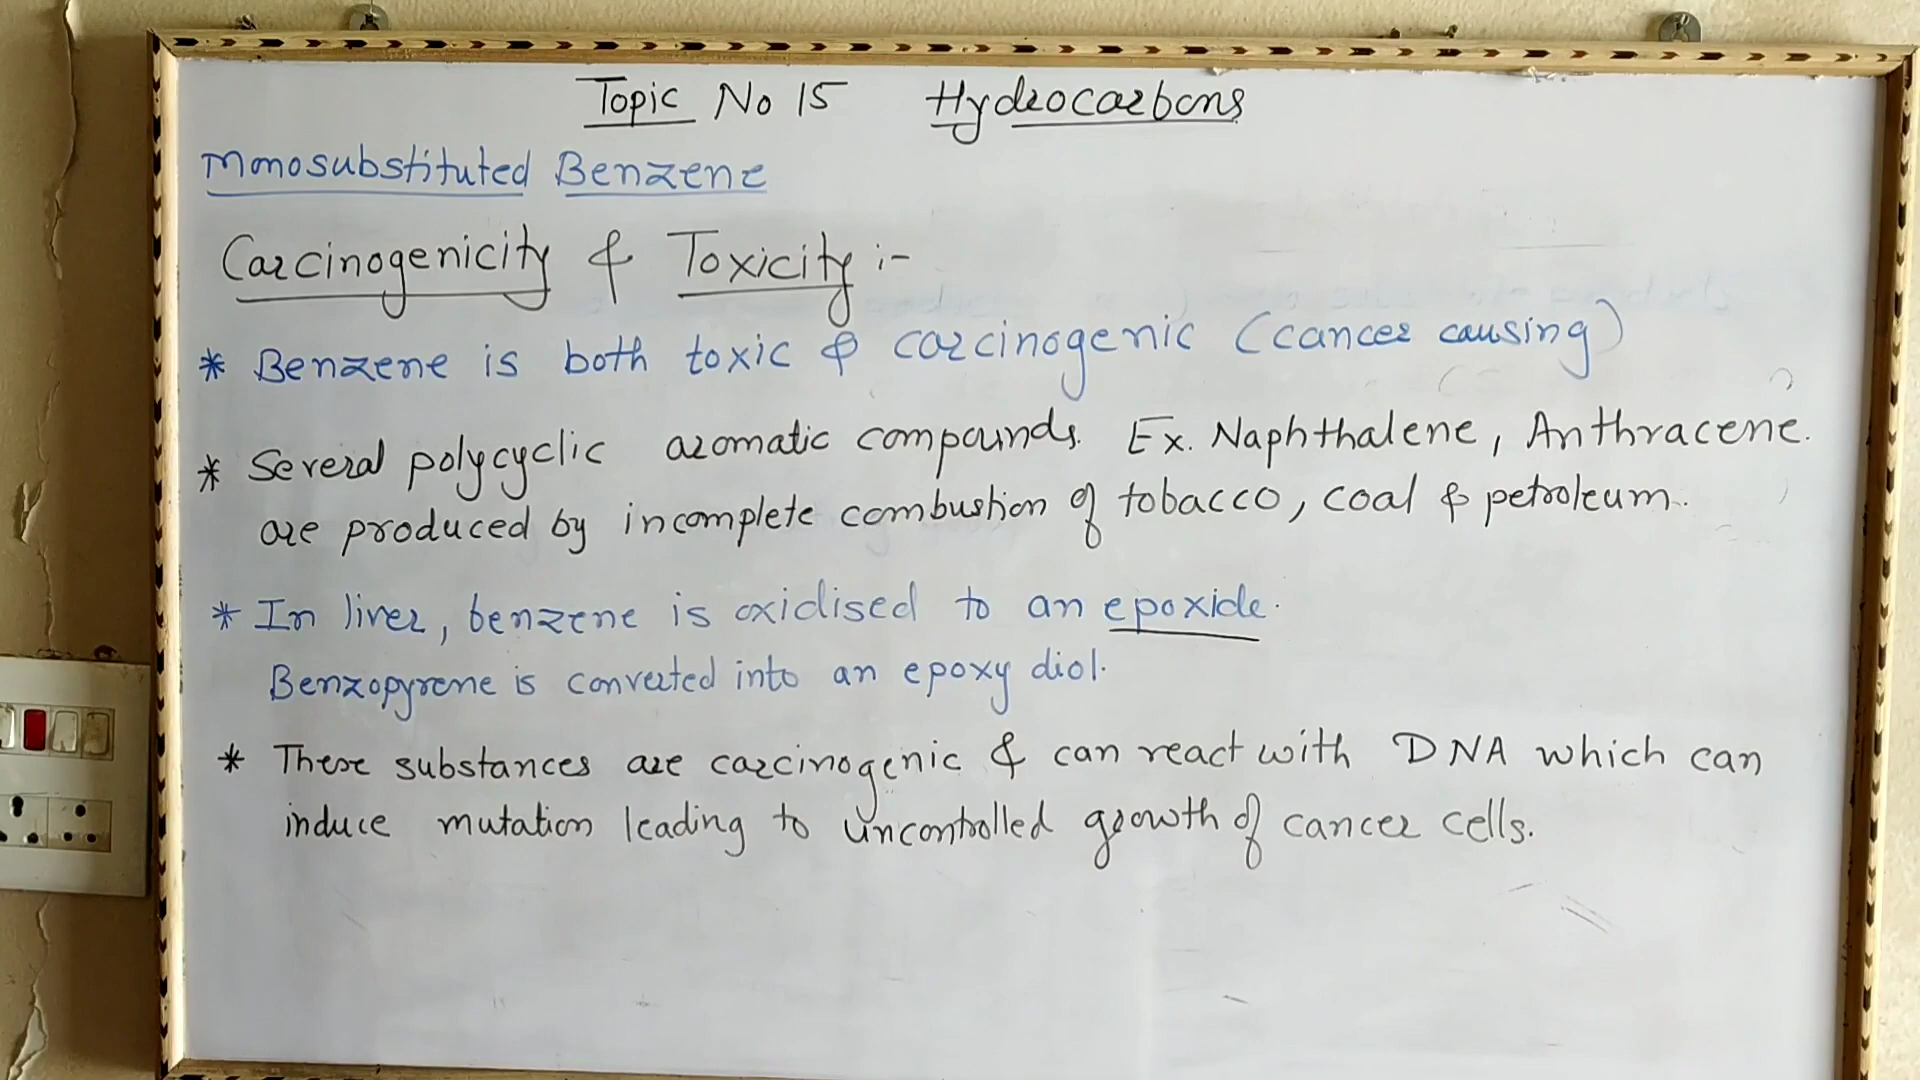 Topic No 15 Hydrocarbons
Monosubstituted Benzene
Carcinogenicity & Toxicity :-
* Benzene is both toxic & carcinogenic (cancer causing)
* Several polycyclic aromatic compounds. Ex. Naphthalene, Anthracene.
are produced by incomplete combustion of tobacco, coal & petroleum..
* In liver, benzene is oxidised to an epoxide.
Benzopyrene is converted into an epoxy diol.
* These substances are carcinogenic & can react with DNA which can
induce mutation leading to uncontrolled growth of cancer cells.